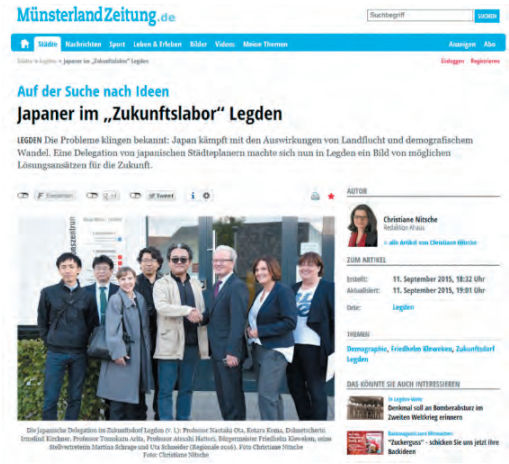 MünsterlandZeitung.de
Suchbegriff
SUCHEN
Städte Nachrichten Sport Leben & Erleben Bilder Videos Meine Themen Anzeigen Abo
Städte » Legden » Japaner im „Zukunftslabor“ Legden
Einloggen Registrieren
Auf der Suche nach Ideen
Japaner im „Zukunftslabor“ Legden
LEGDEN Die Probleme klingen bekannt: Japan kämpft mit den Auswirkungen von Landflucht und demografischem
Wandel. Eine Delegation von japanischen Städteplanern machte sich nun in Legden ein Bild von möglichen
Lösungsansätzen für die Zukunft.
Tweet
Die japanische Delegation im Zukunftsdorf Legden (v. l.): Professor Naotaka Ota, Kotaro Koma, Dolmetscherin
Irmelind Kirchner, Professor Tomokazu Arita, Professor Atsushi Hattori, Bürgermeister Friedhelm Kleweken, seine
Stellvertreterin Martina Schrage und Uta Schneider (Regionale 2016). Foto Christine Nitsche
Foto: Christine Nitsche
AUTOR
Christiane Nitsche
Redaktion Ahaus
» alle Artikel von Christiane Nitsche
ZUM ARTIKEL
Erstellt: 11. September 2015, 18:32 Uhr
Aktualisiert: 11. September 2015, 19:01 Uhr
Orte: Legden
THEMEN
Demographie, Friedhelm Kleweken, Zukunftsdorf
Legden
DAS KÖNNTE SIE AUCH INTERESSIEREN
Denkmal soll an Bomberabsturz im
Zweiten Weltkrieg erinnern
"Zuckerguss" - schicken Sie uns jetzt Ihre
Backideen